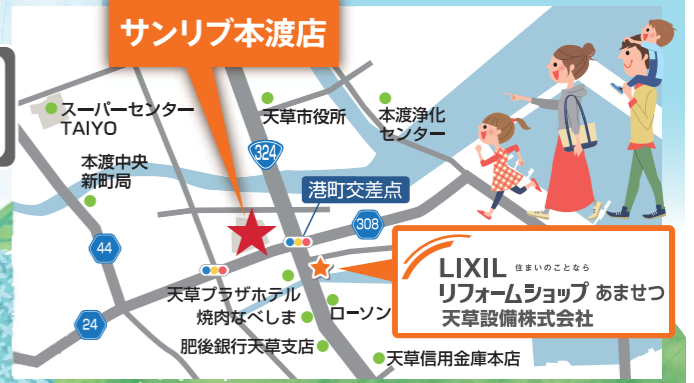 サンリブ本渡店
スーパーセンター
TAIYO
天草市役所
本渡浄化
センター
324
本渡中央
新町局
港町交差点
308
44
LIXIL 住まいのことなら
リフォームショップ あませつ
天草設備株式会社
天草プラザホテル
ローソン
焼肉なべしま
24
肥後銀行天草支店
天草信用金庫本店